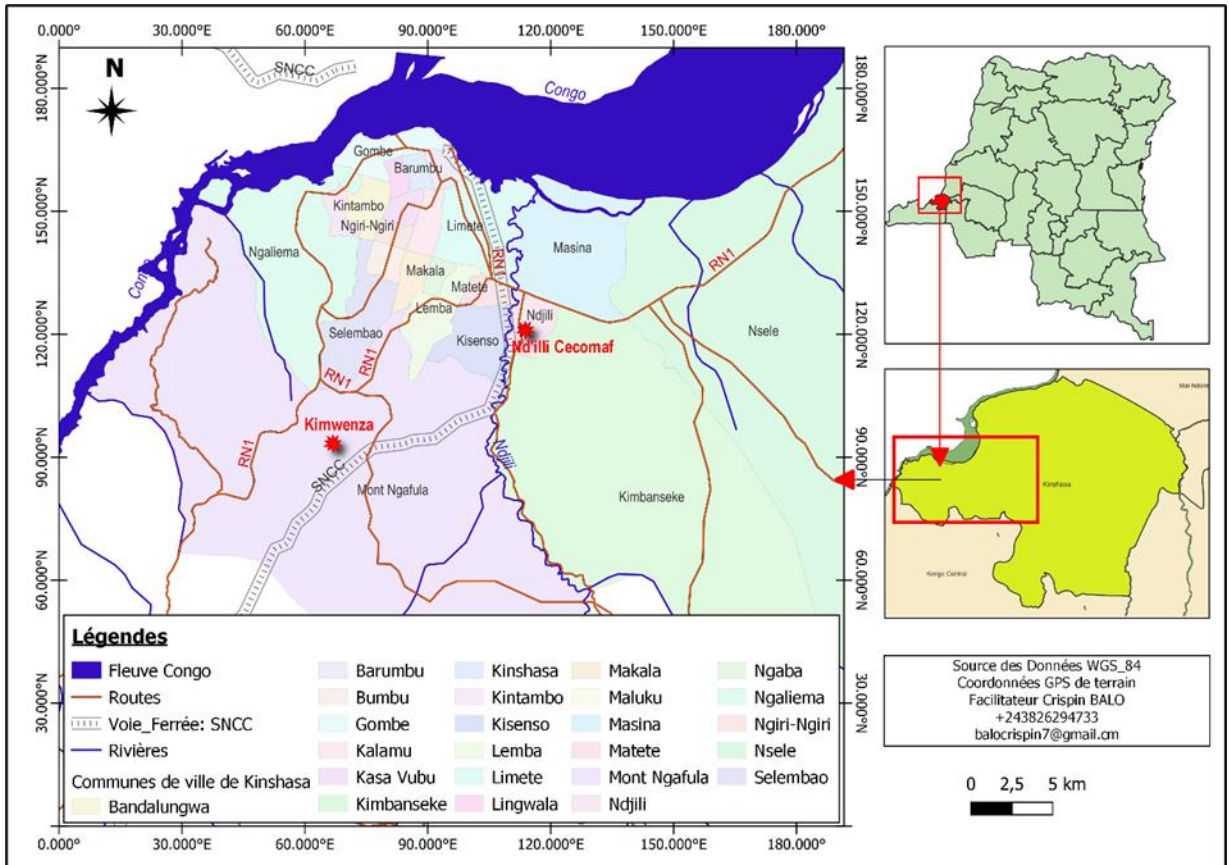 0.000°E 30.000°E 60.000°E 90.000°E 120.000°E 150.000°E 180.000°E
N
SNCC
Congo
Gombe
Barumbu
Kintambo
Ngiri-Ngiri
Limete
Ngaliema
Masina
Makala
RN1
RN1
Matete
Congo
Lemba
Ndjili
Nsele
Selembao
Kisenso
Nd'illi Cecomaf
RN1
RN1
Kimwenza
RN1
SNCC
Ndjili
Mont Ngafula
Kimbanseke
180.000°N
150.000°N
120.000°N
90.000°N
60.000°N
30.000°N
180.000°N
150.000°N
120.000°N
90.000°N
60.000°N
30.000°N
Légendes
Fleuve Congo
Routes
Voie_Ferrée: SNCC
Rivières
Communes de ville de Kinshasa
Bandalungwa
Barumbu
Bumbu
Gombe
Kalamu
Kasa Vubu
Kimbanseke
Kinshasa
Kintambo
Kisenso
Lemba
Limete
Lingwala
Makala
Maluku
Masina
Matete
Mont Ngafula
Ndjili
Ngaba
Ngaliema
Ngiri-Ngiri
Nsele
Selembao
0.000°E 30.000°E 60.000°E 90.000°E 120.000°E 150.000°E 180.000°E
Kinshasa
Kongo Central
Source des Données WGS_84
Coordonnées GPS de terrain
Facilitateur Crispin BALO
+243826294733
balocrispin7@gmail.cm
0 2,5 5 km